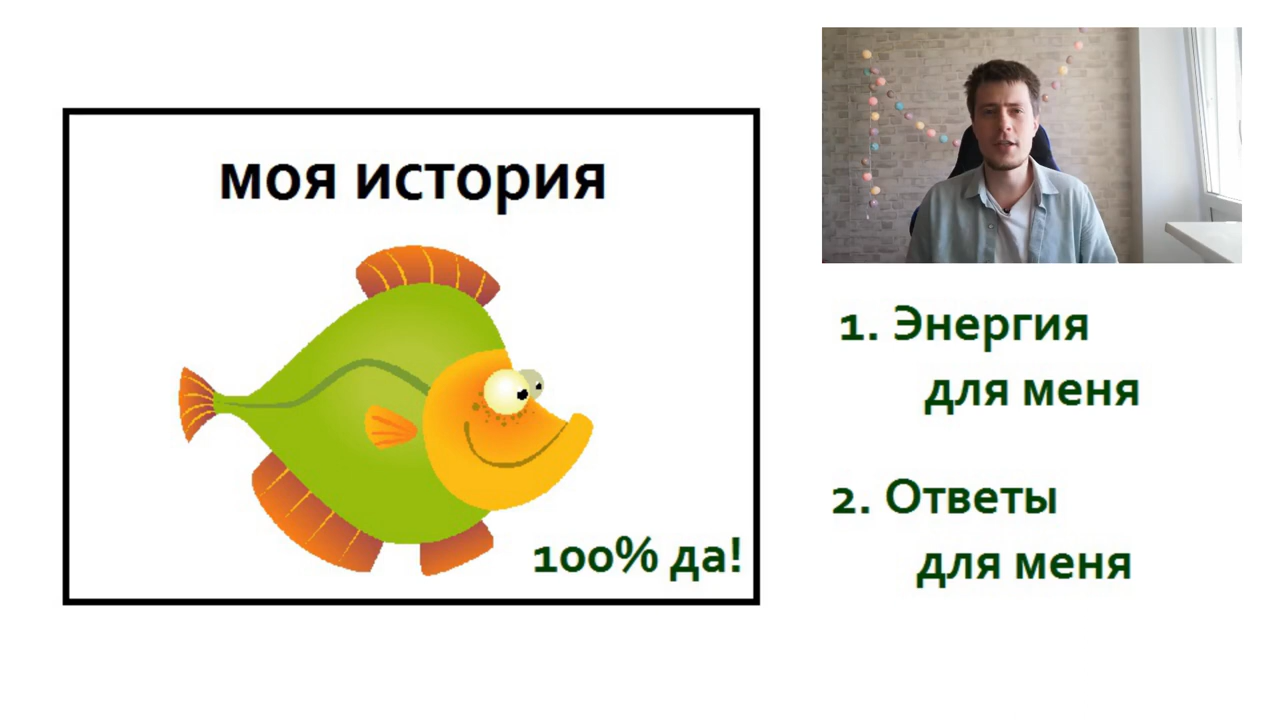 моя история
100% да!
1. Энергия
для меня
2. Ответы
для меня